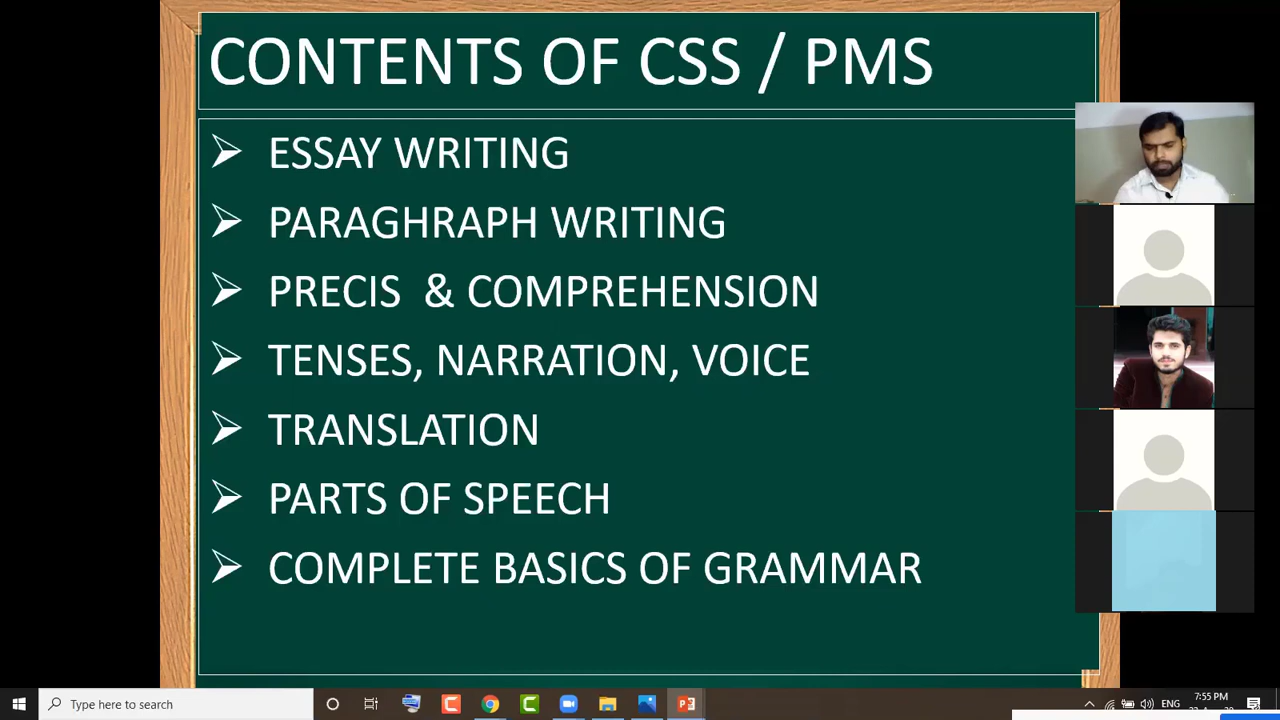 CONTENTS OF CSS / PMS
ESSAY WRITING
PARAGHRAPH WRITING
PRECIS & COMPREHENSION
TENSES, NARRATION, VOICE
TRANSLATION
PARTS OF SPEECH
COMPLETE BASICS OF GRAMMAR
Type here to search
ENG
7:55 PM